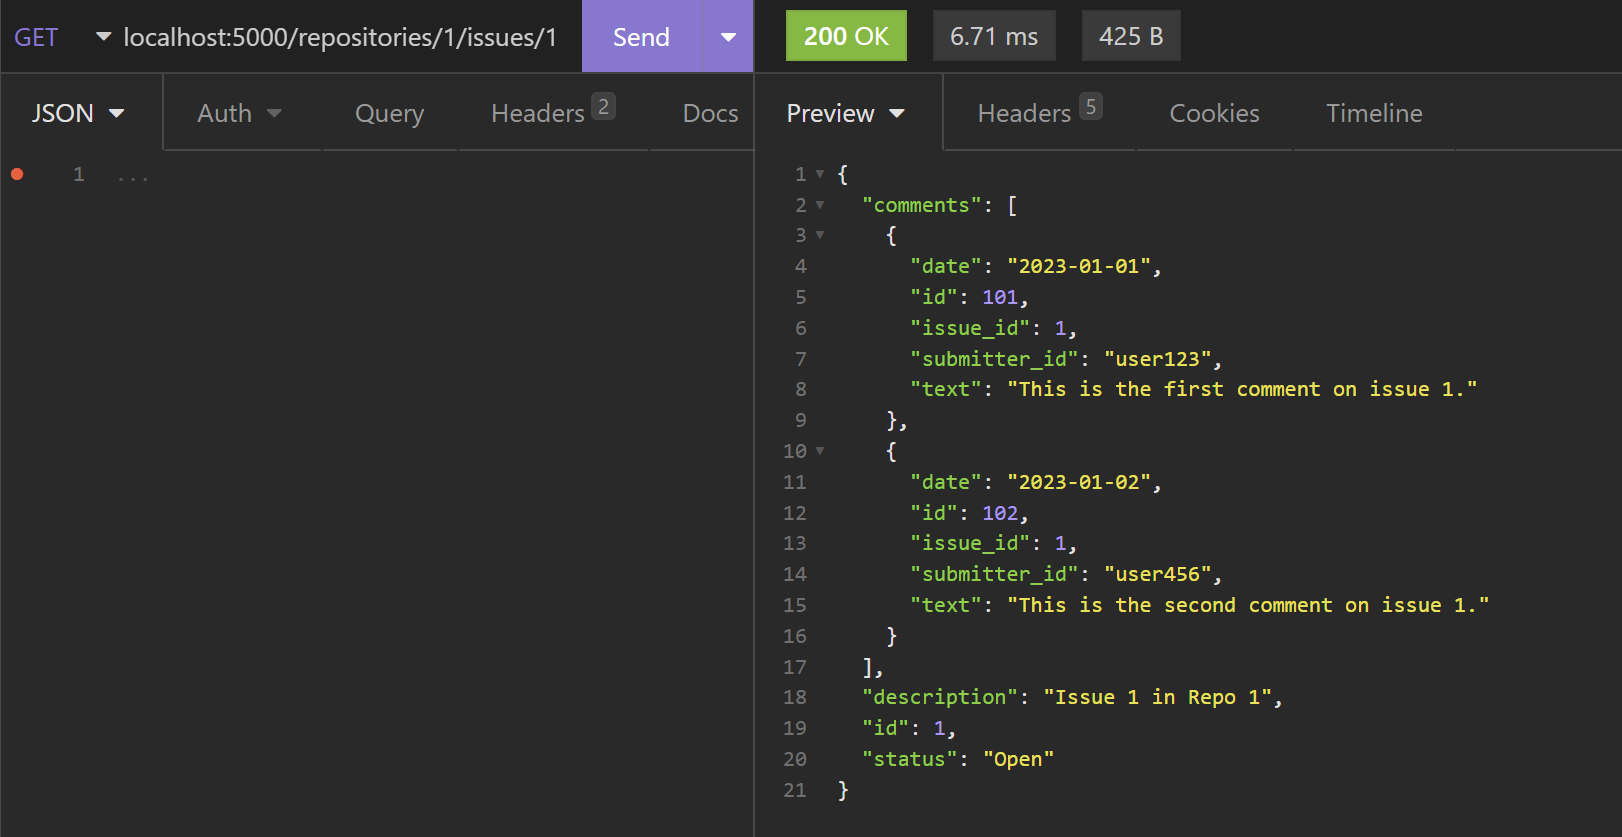 GET localhost:5000/repositories/1/issues/1 Send 200 OK 6.71 ms 425 B
JSON Auth Query Headers 2 Docs Preview Headers 5 Cookies Timeline
1 ...
1 {
2 "comments": [
3 {
4 "date": "2023-01-01",
5 "id": 101,
6 "issue_id": 1,
7 "submitter_id": "user123",
8 "text": "This is the first comment on issue 1."
9 },
10 {
11 "date": "2023-01-02",
12 "id": 102,
13 "issue_id": 1,
14 "submitter_id": "user456",
15 "text": "This is the second comment on issue 1."
16 }
17 ],
18 "description": "Issue 1 in Repo 1",
19 "id": 1,
20 "status": "Open"
21 }